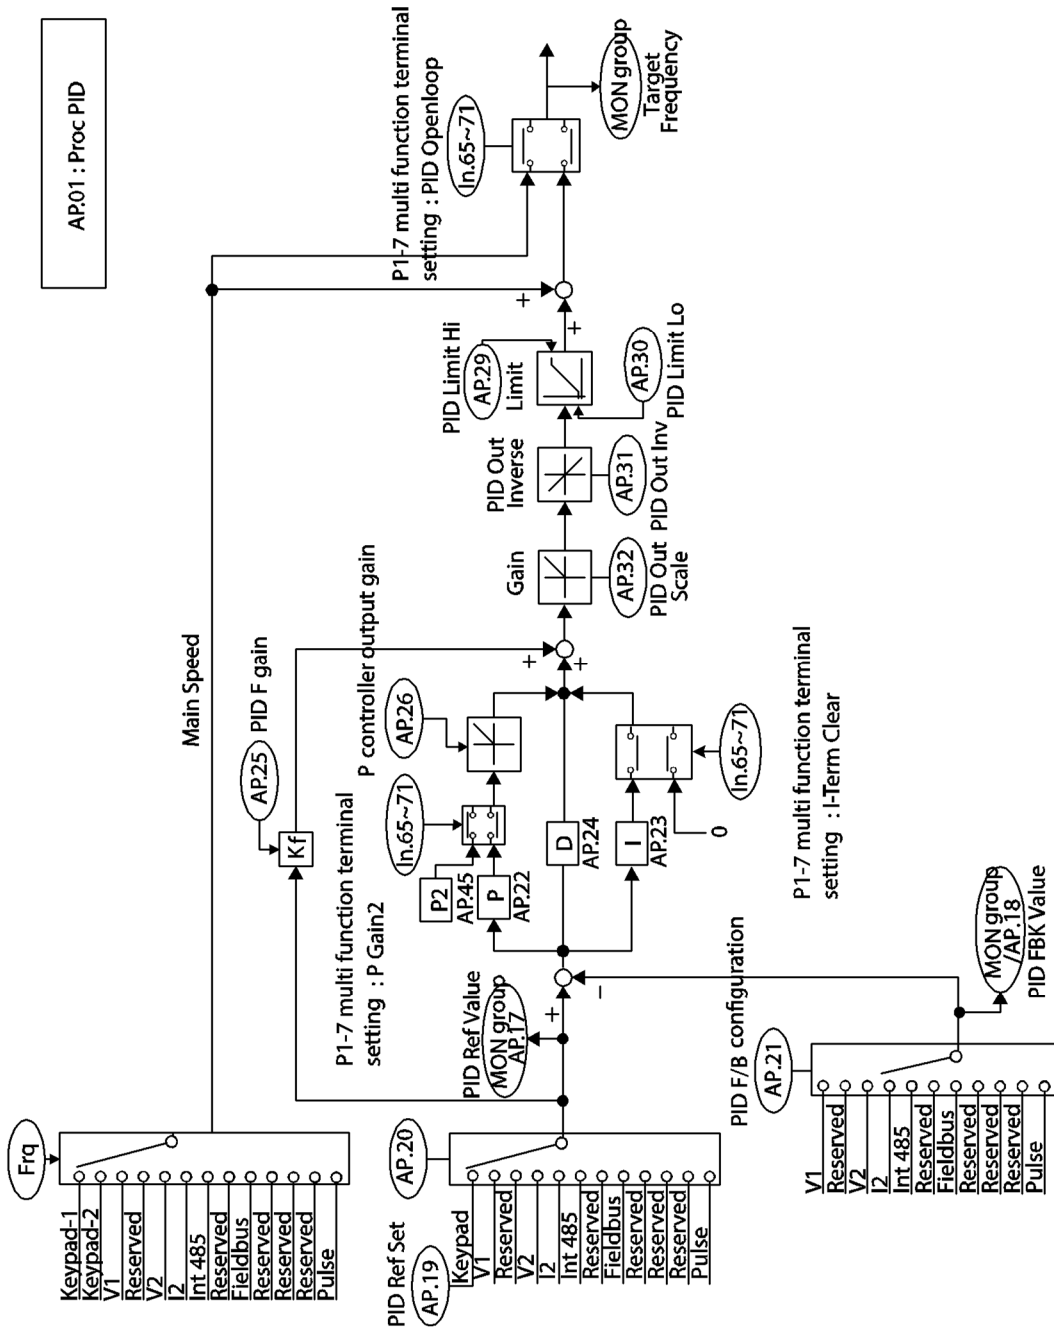 AP.01 : Proc PID
Frq
Keypad-1
Keypad-2
V1
Reserved
V2
I2
Int 485
Reserved
Fieldbus
Reserved
Reserved
Reserved
Pulse
Main Speed
AP.25
PID F gain
Kf
P1-7 multi function terminal
setting : PID Openloop
In.65~71
MON group
Target
Frequency
PID Ref Set
AP.19
AP.20
Keypad
V1
Reserved
V2
I2
Int 485
Reserved
Fieldbus
Reserved
Reserved
Reserved
Pulse
PID Ref Value
MON group
AP.17
+
−
P1-7 multi function terminal
setting : P Gain2
P2
AP.45
P
AP.22
In.65~71
P controller output gain
AP.26
D
AP.24
I
AP.23
0
In.65~71
P1-7 multi function terminal
setting : I-Term Clear
+
+
Gain
AP.32
PID Out
Scale
PID Out
Inverse
AP.31
PID Out Inv
PID Limit Hi
AP.29
Limit
AP.30
PID Limit Lo
+
+
PID F/B configuration
AP.21
V1
Reserved
V2
I2
Int 485
Reserved
Fieldbus
Reserved
Reserved
Reserved
Pulse
MON group
/AP.18
PID FBK Value